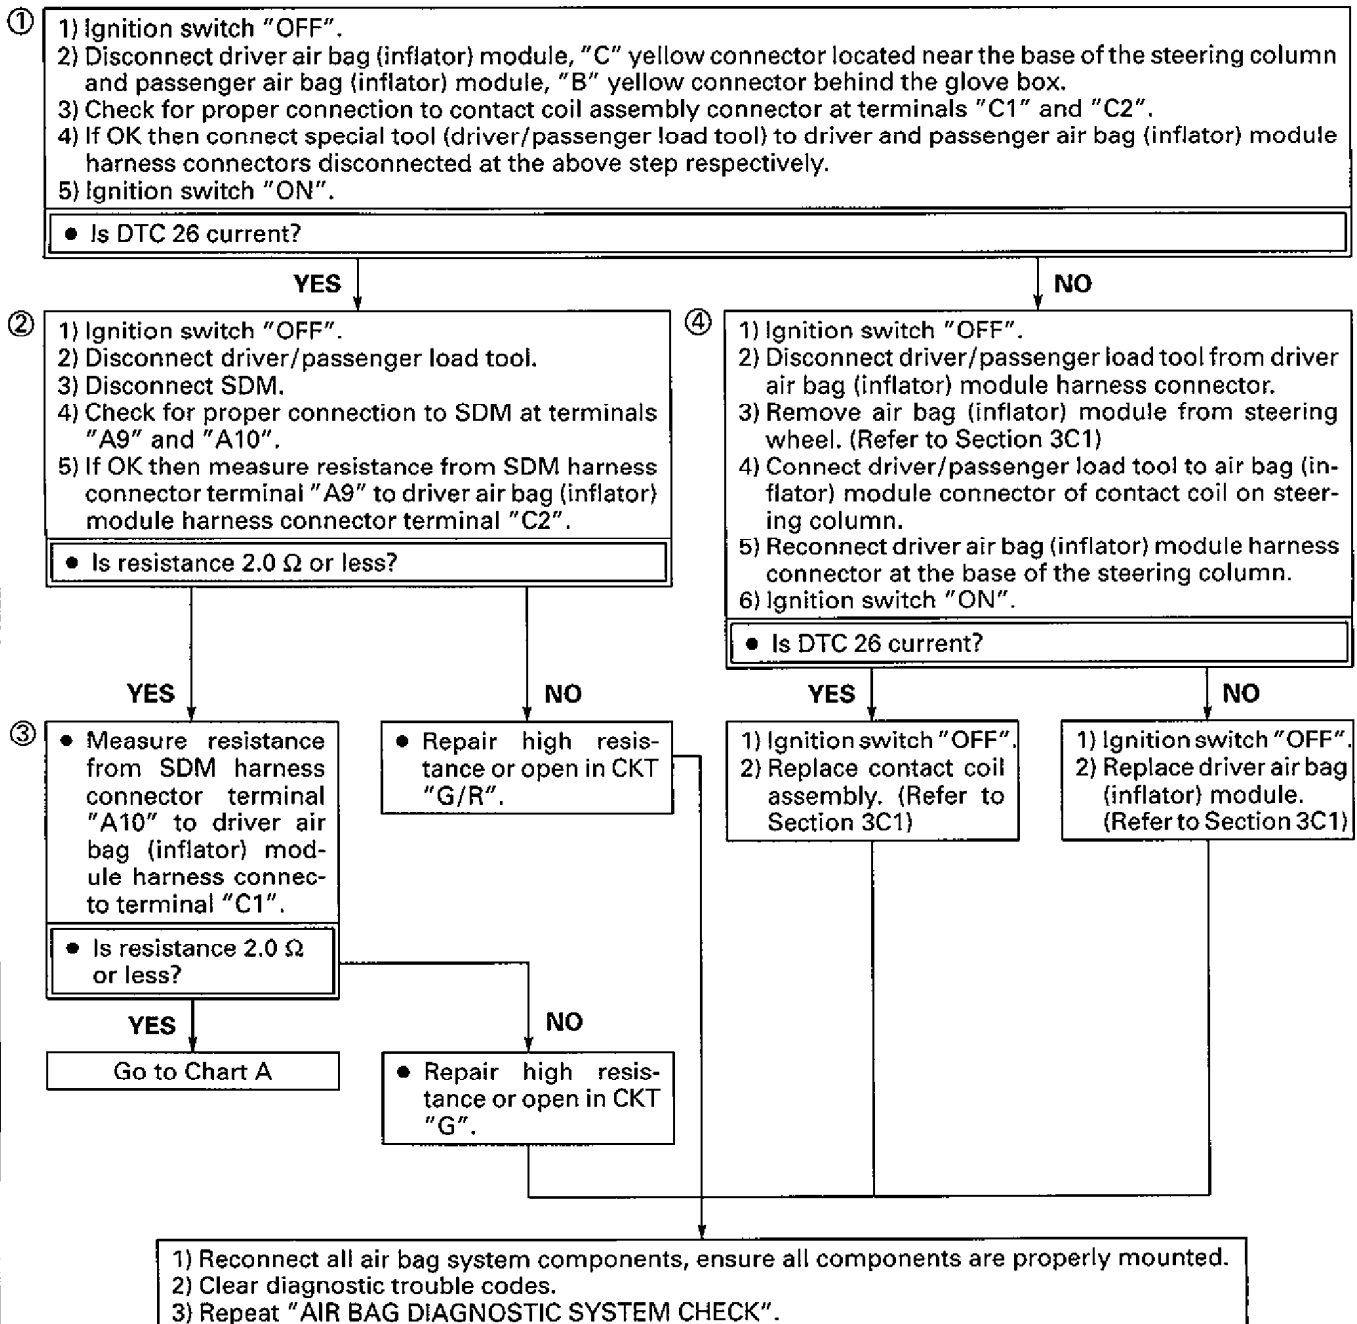 ①
1) Ignition switch "OFF".
2) Disconnect driver air bag (inflator) module, "C" yellow connector located near the base of the steering column
and passenger air bag (inflator) module, "B" yellow connector behind the glove box.
3) Check for proper connection to contact coil assembly connector at terminals "C1" and "C2".
4) If OK then connect special tool (driver/passenger load tool) to driver and passenger air bag (inflator) module
harness connectors disconnected at the above step respectively.
5) Ignition switch "ON".
● Is DTC 26 current?
YES
NO
②
1) Ignition switch "OFF".
2) Disconnect driver/passenger load tool.
3) Disconnect SDM.
4) Check for proper connection to SDM at terminals
"A9" and "A10".
5) If OK then measure resistance from SDM harness
connector terminal "A9" to driver air bag (inflator)
module harness connector terminal "C2".
● Is resistance 2.0 Ω or less?
④
1) Ignition switch "OFF".
2) Disconnect driver/passenger load tool from driver
air bag (inflator) module harness connector.
3) Remove air bag (inflator) module from steering
wheel. (Refer to Section 3C1)
4) Connect driver/passenger load tool to air bag (in-
flator) module connector of contact coil on steer-
ing column.
5) Reconnect driver air bag (inflator) module harness
connector at the base of the steering column.
6) Ignition switch "ON".
● Is DTC 26 current?
YES
NO
YES
NO
③
● Measure resistance
from SDM harness
connector terminal
"A10" to driver air
bag (inflator) mod-
ule harness connec-
to terminal "C1".
● Is resistance 2.0 Ω
or less?
● Repair high resis-
tance or open in CKT
"G/R".
1) Ignition switch "OFF".
2) Replace contact coil
assembly. (Refer to
Section 3C1)
1) Ignition switch "OFF".
2) Replace driver air bag
(inflator) module.
(Refer to Section 3C1)
YES
NO
Go to Chart A
● Repair high resis-
tance or open in CKT
"G".
1) Reconnect all air bag system components, ensure all components are properly mounted.
2) Clear diagnostic trouble codes.
3) Repeat "AIR BAG DIAGNOSTIC SYSTEM CHECK".